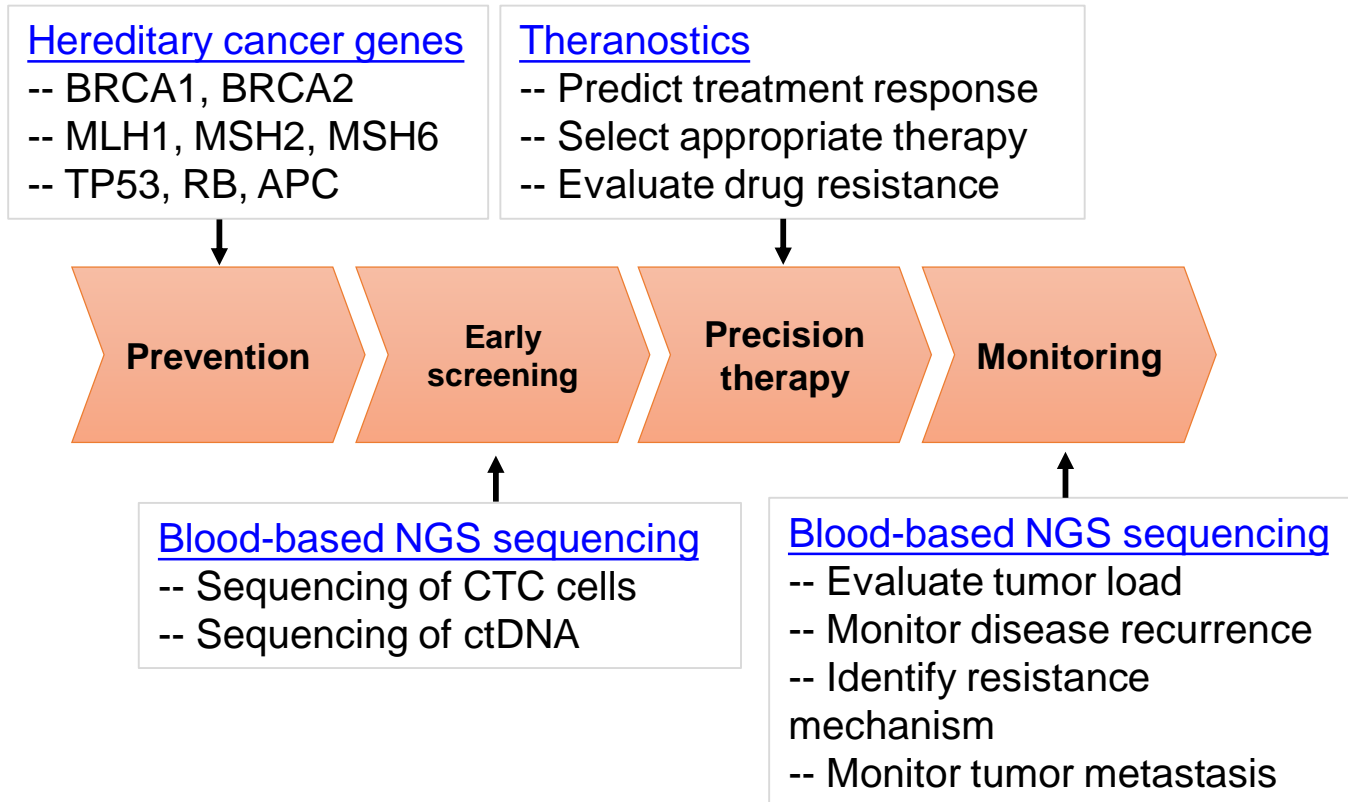 Hereditary cancer genes
-- BRCA1, BRCA2
-- MLH1, MSH2, MSH6
-- TP53, RB, APC
Theranostics
-- Predict treatment response
-- Select appropriate therapy
-- Evaluate drug resistance
Prevention
Early
screening
Precision
therapy
Monitoring
Blood-based NGS sequencing
-- Sequencing of CTC cells
-- Sequencing of ctDNA
Blood-based NGS sequencing
-- Evaluate tumor load
-- Monitor disease recurrence
-- Identify resistance
mechanism
-- Monitor tumor metastasis